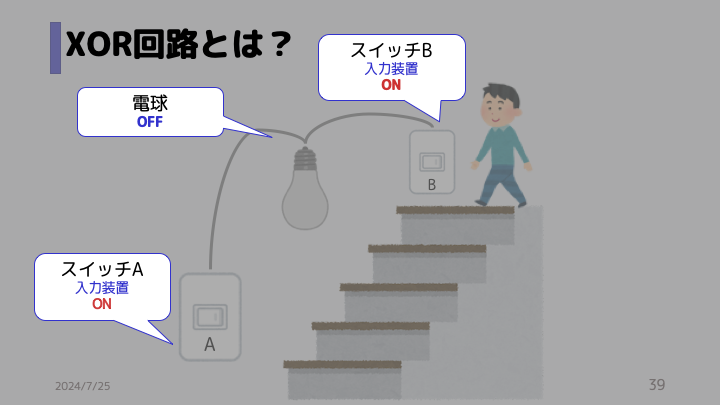 XOR回路とは？
スイッチB
入力装置
ON
電球
OFF
B
スイッチA
入力装置
ON
A
2024/7/25
39